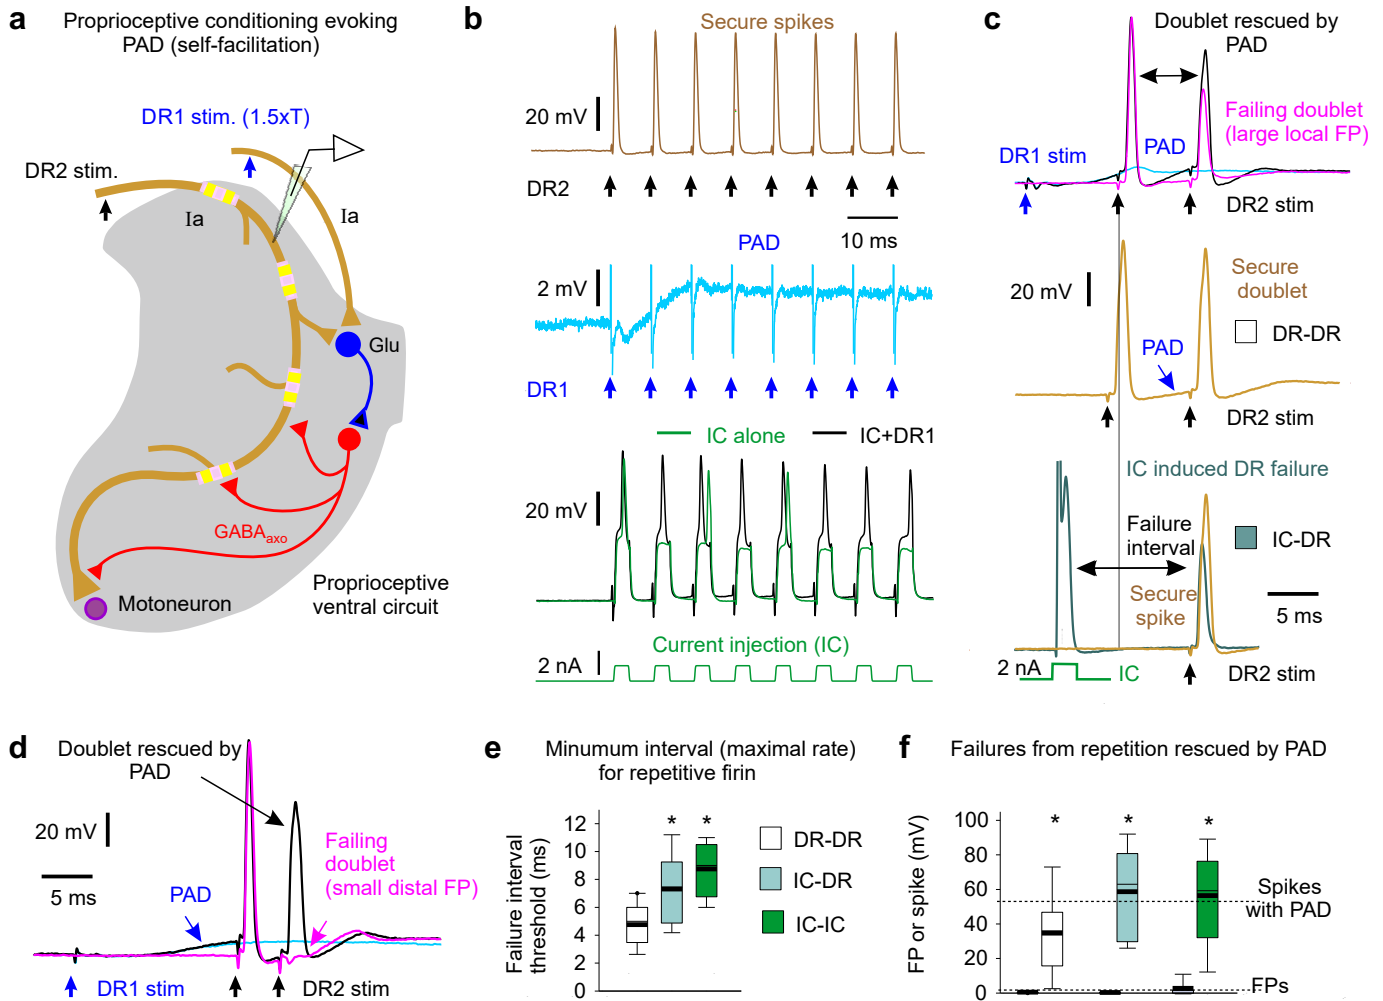 a
Proprioceptive conditioning evoking
PAD (self-facilitation)
DR1 stim. (1.5xT)
DR2 stim.
Ia
Ia
Glu
GABAaxo
Proprioceptive
ventral circuit
Motoneuron
b
Secure spikes
20 mV
DR2
10 ms
PAD
2 mV
DR1
IC alone
IC+DR1
20 mV
Current injection (IC)
2 nA
c
Doublet rescued by
PAD
Failing doublet
(large local FP)
PAD
DR1 stim
DR2 stim
Secure
doublet
20 mV
DR-DR
PAD
DR2 stim
IC induced DR failure
Failure
interval
IC-DR
Secure
spike
5 ms
2 nA
IC
DR2 stim
d
Doublet rescued by
PAD
20 mV
Failing
doublet
(small distal FP)
5 ms
PAD
DR1 stim
DR2 stim
e
Minumum interval (maximal rate)
for repetitive firin
Failure interval
threshold (ms)
12
10
8
6
4
2
0
* *
DR-DR
IC-DR
IC-IC
f
Failures from repetition rescued by PAD
FP or spike (mV)
100
80
60
40
20
0
* * *
Spikes
with PAD
FPs